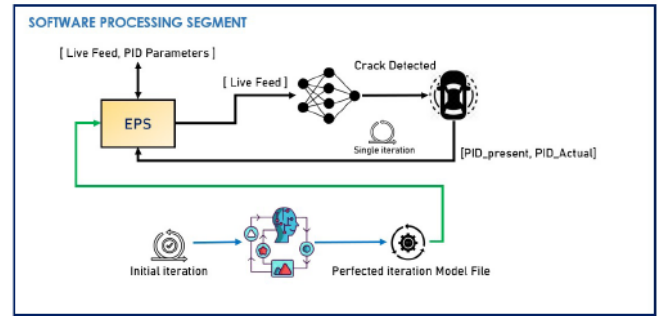 SOFTWARE PROCESSING SEGMENT
[ Live Feed, PID Parameters ]
[ Live Feed ]
Crack Detected
EPS
Single iteration
[PID_present, PID_Actual]
Initial iteration
Perfected iteration Model File